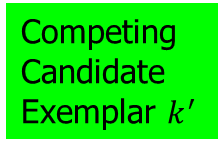 Competing
Candidate
Exemplar k′